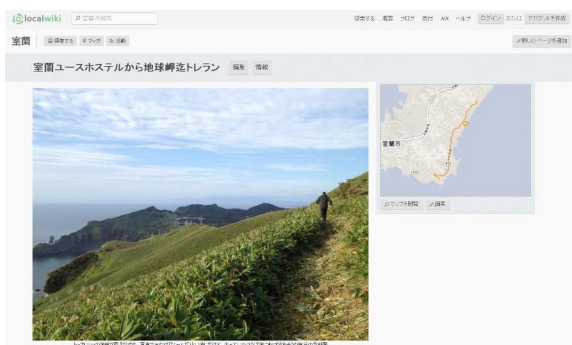 localwiki
室蘭を検索
探索する 概要 ブログ 寄付 API ヘルプ ログイン または アカウントを作成
室蘭 探索する マップ 活動
新しいページを追加
室蘭ユースホステルから地球岬迄トレラン 編集 情報
室蘭市
マップを開閉 編集